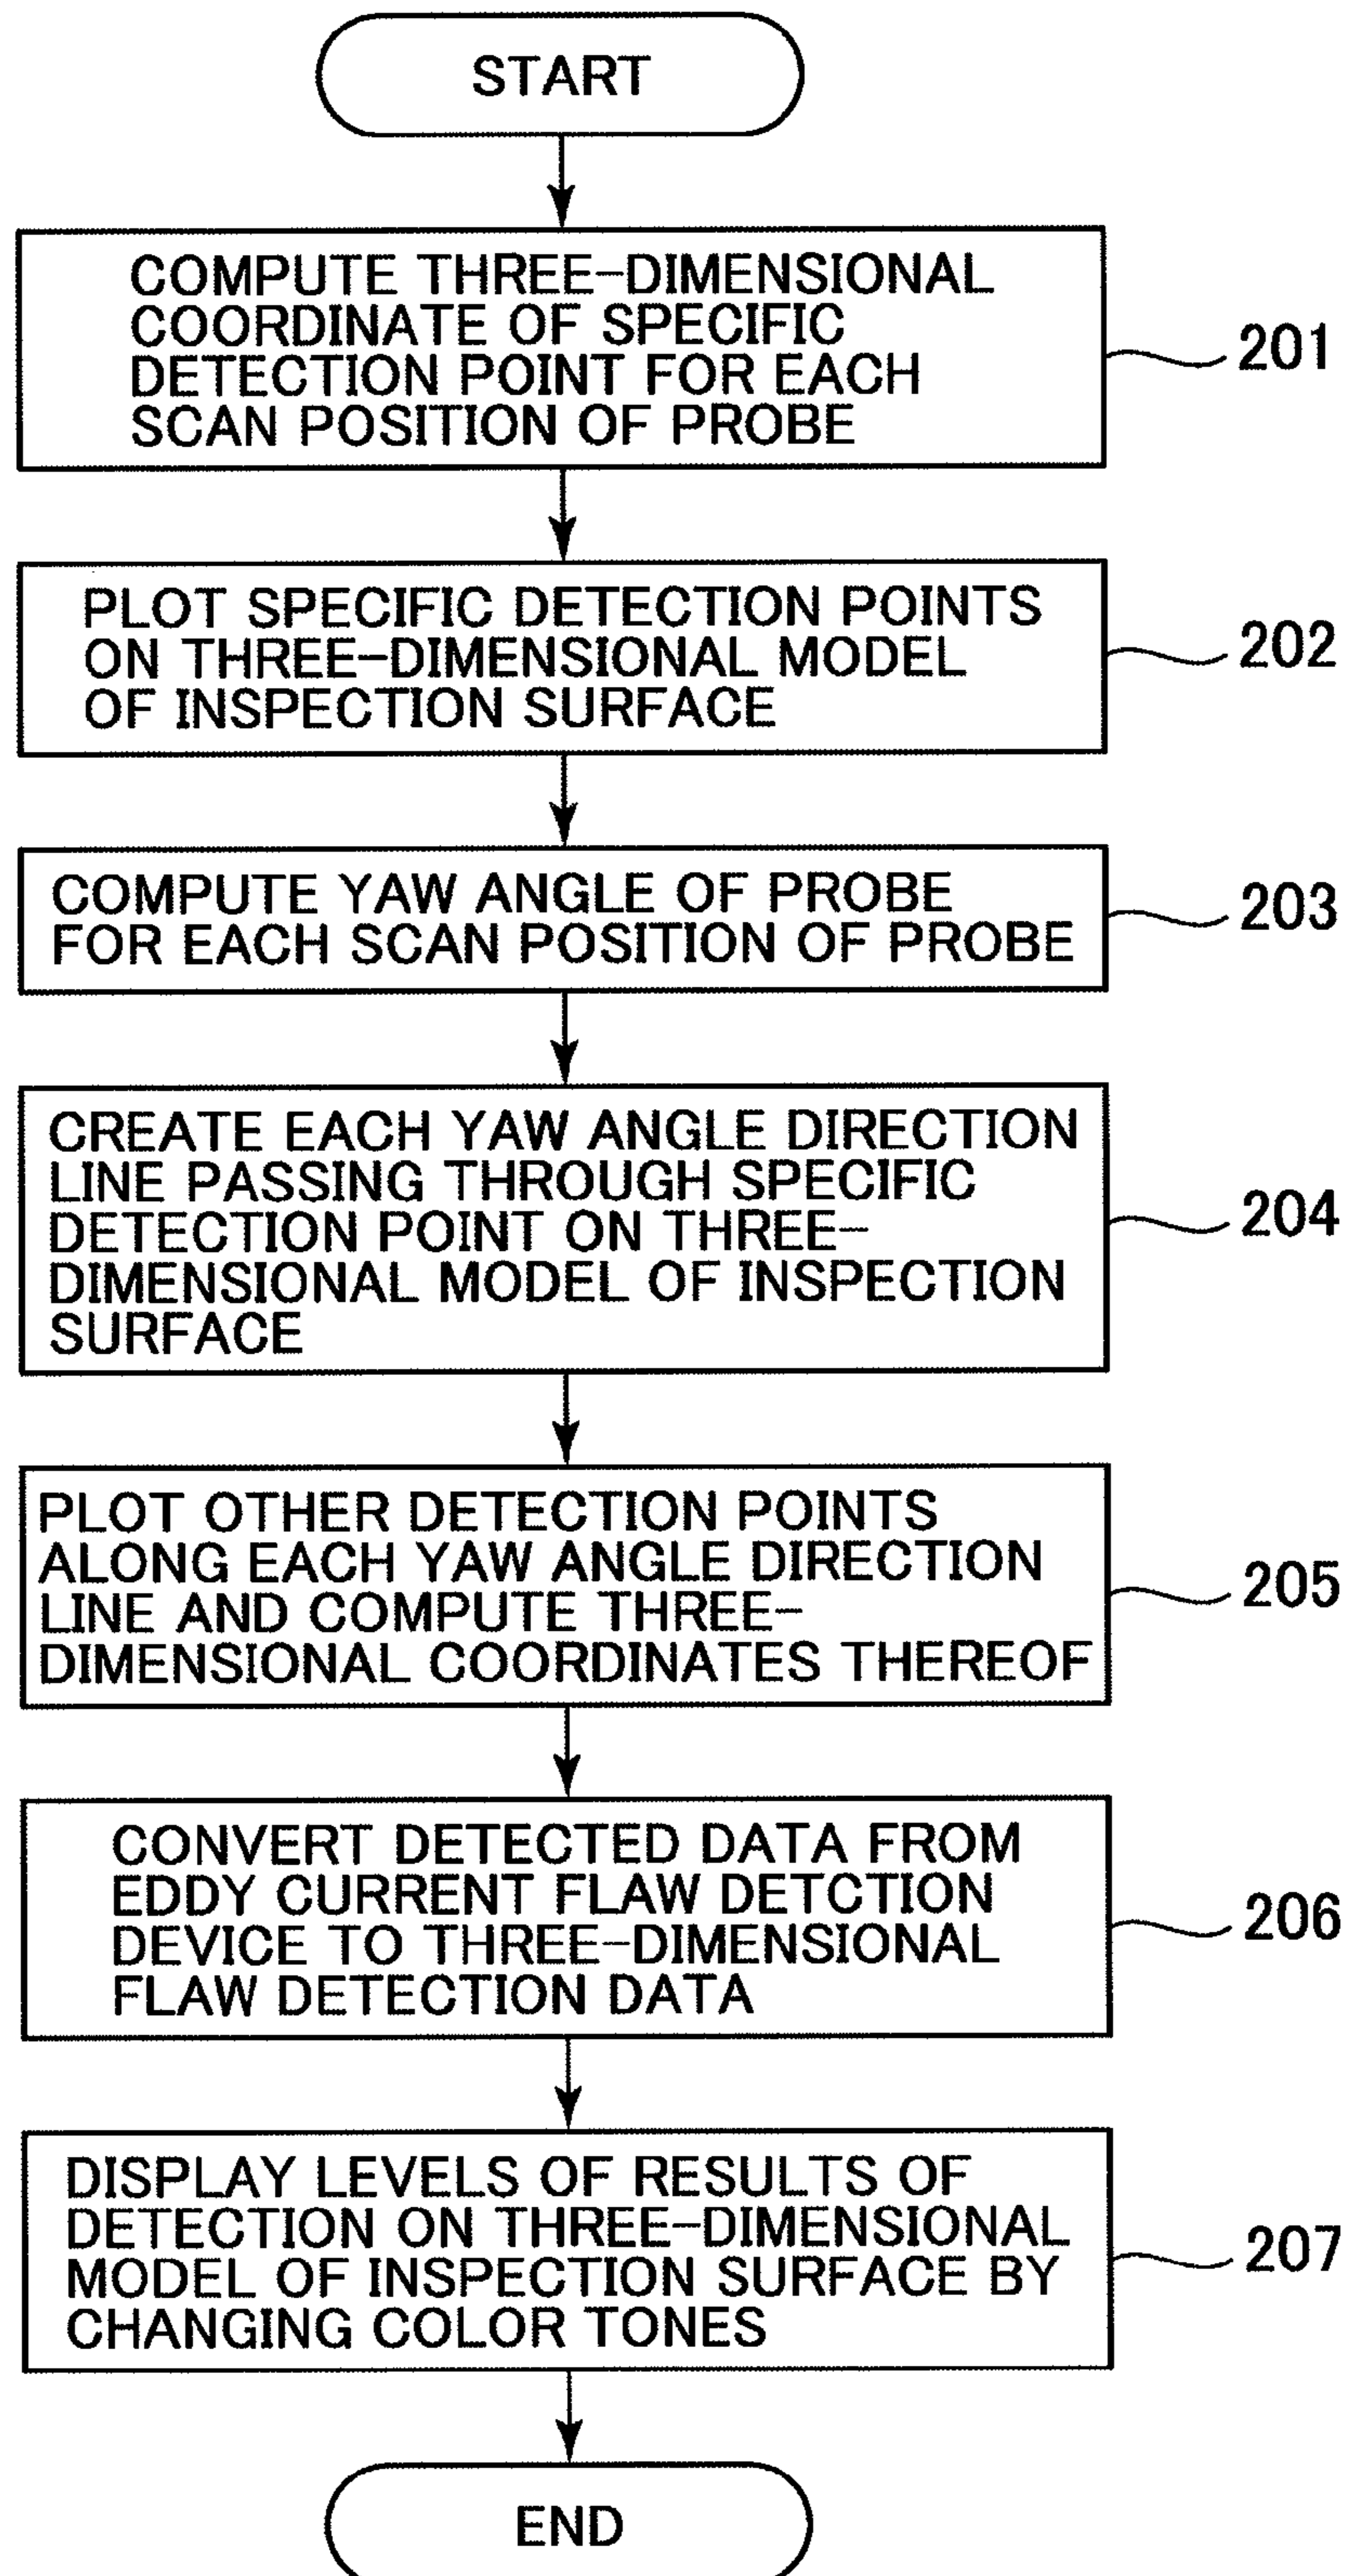 START
COMPUTE THREE-DIMENSIONAL
COORDINATE OF SPECIFIC
DETECTION POINT FOR EACH
SCAN POSITION OF PROBE
201
PLOT SPECIFIC DETECTION POINTS
ON THREE-DIMENSIONAL MODEL
OF INSPECTION SURFACE
202
COMPUTE YAW ANGLE OF PROBE
FOR EACH SCAN POSITION OF PROBE
203
CREATE EACH YAW ANGLE DIRECTION
LINE PASSING THROUGH SPECIFIC
DETECTION POINT ON THREE-
DIMENSIONAL MODEL OF INSPECTION
SURFACE
204
PLOT OTHER DETECTION POINTS
ALONG EACH YAW ANGLE DIRECTION
LINE AND COMPUTE THREE-
DIMENSIONAL COORDINATES THEREOF
205
CONVERT DETECTED DATA FROM
EDDY CURRENT FLAW DETCTION
DEVICE TO THREE-DIMENSIONAL
FLAW DETECTION DATA
206
DISPLAY LEVELS OF RESULTS OF
DETECTION ON THREE-DIMENSIONAL
MODEL OF INSPECTION SURFACE BY
CHANGING COLOR TONES
207
END